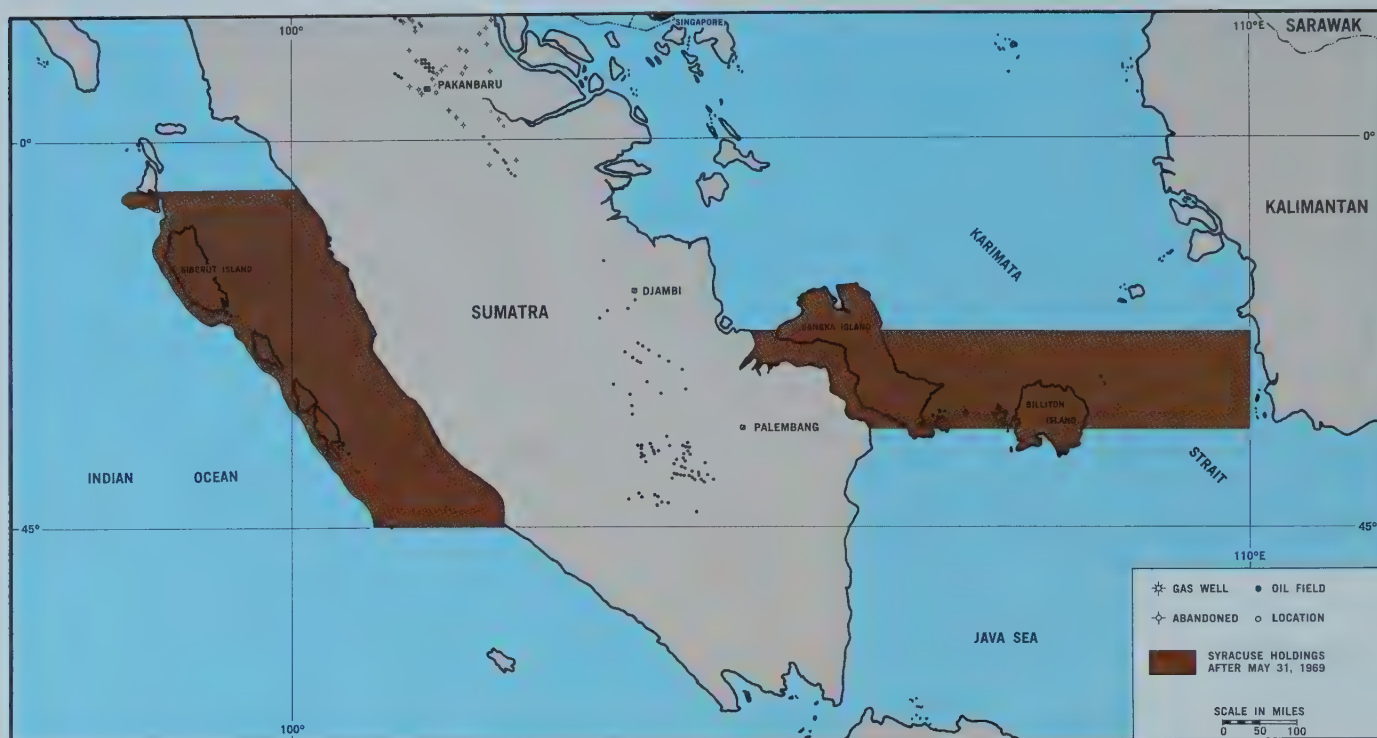 100°
SINGAPORE
110°E
SARAWAK
PAKANBARU
0°
0°
KALIMANTAN
KARIMATA
SIBERUT ISLAND
DJAMBI
SUMATRA
BANGKA ISLAND
BILLITON
ISLAND
PALEMBANG
INDIAN OCEAN
STRAIT
45°
45°
110°E
GAS WELL
OIL FIELD
ABANDONED
LOCATION
JAVA SEA
SYRACUSE HOLDINGS
AFTER MAY 31, 1969
SCALE IN MILES
0 50 100
100°